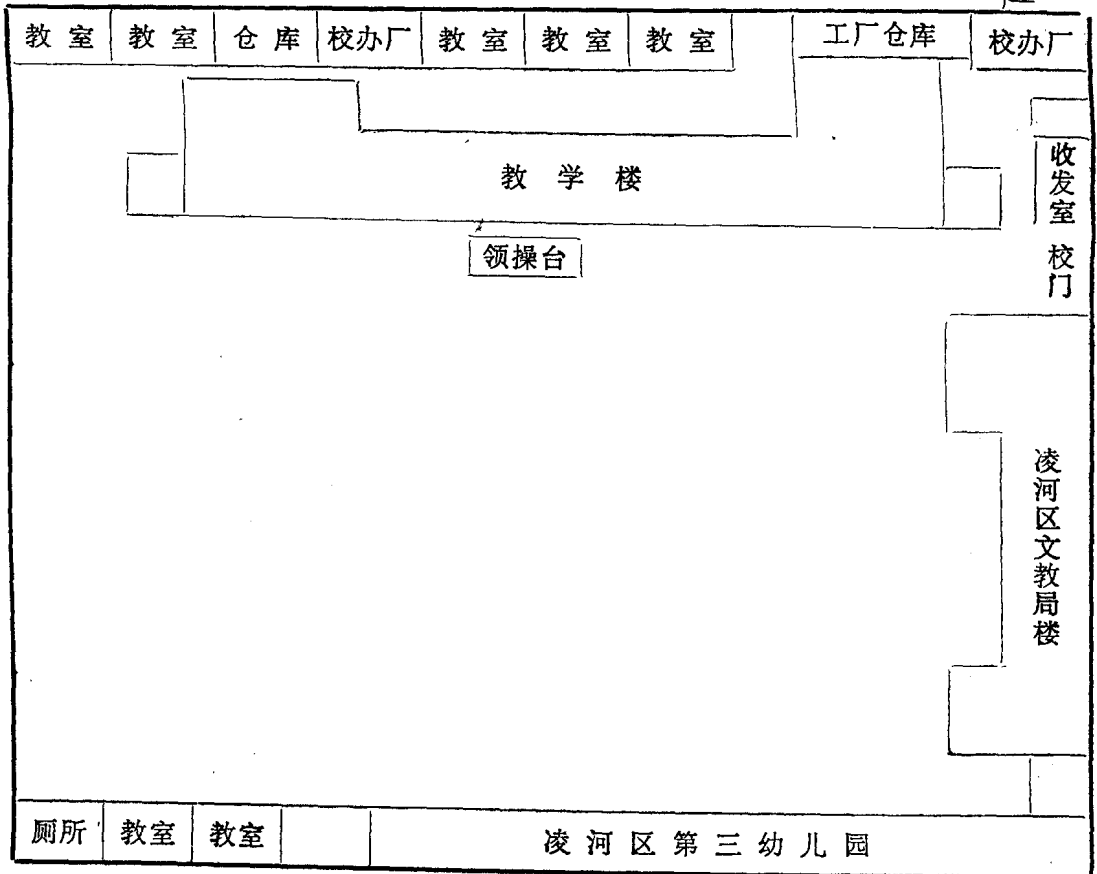 教室 教室 仓库 校办厂 教室 教室 教室 工厂仓库 校办厂
教学楼
收发室
领操台
校门
凌河区文教局楼
厕所 教室 教室 凌河区第三幼儿园